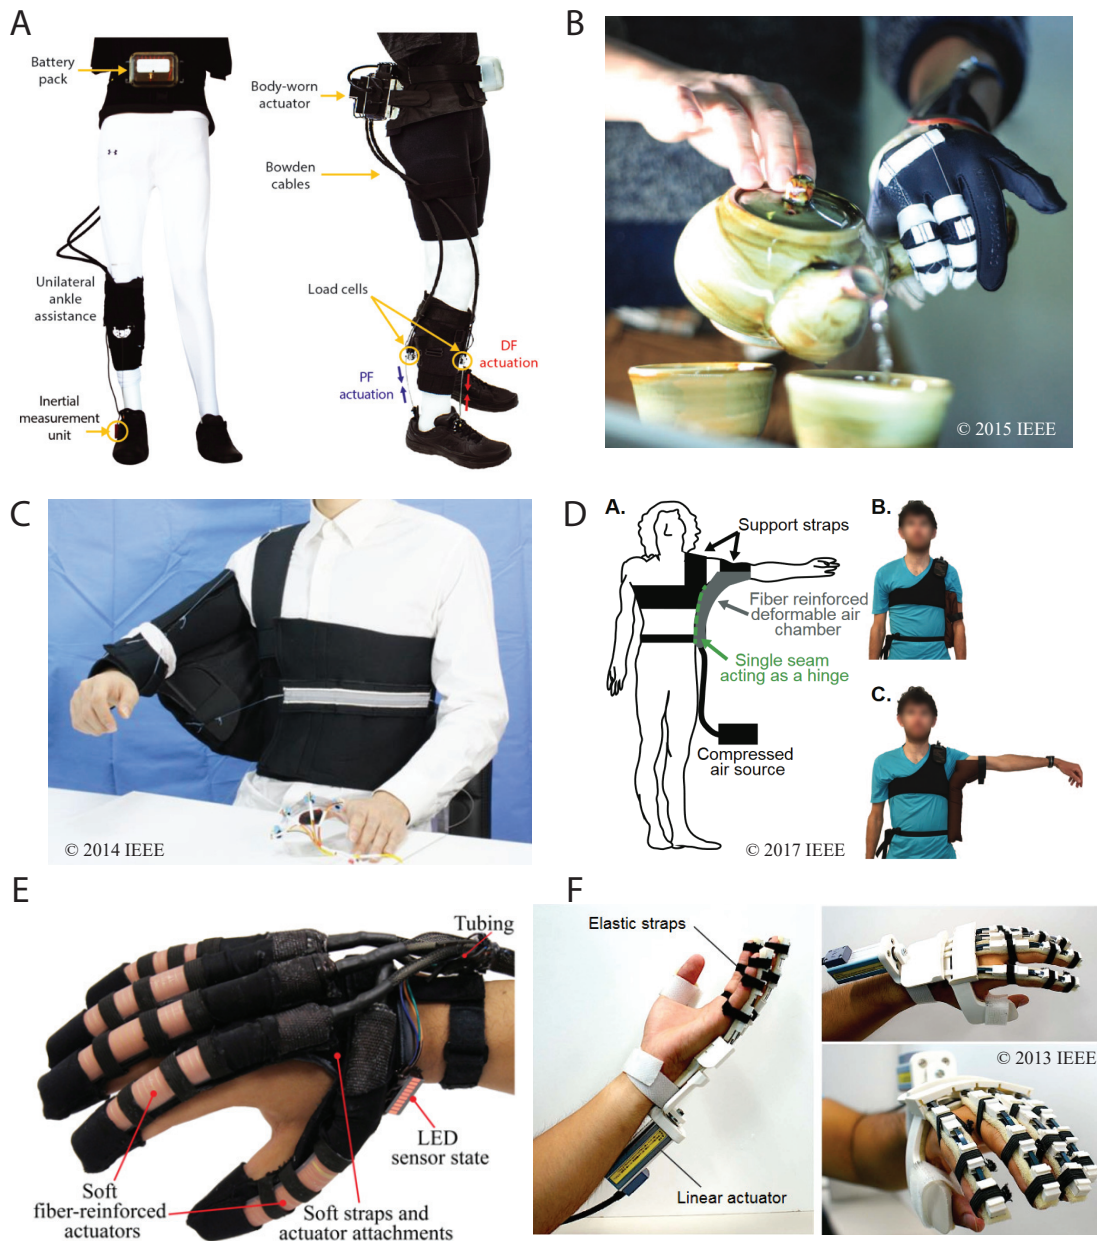 A
Battery
pack
Body-worn
actuator
Bowden
cables
Unilateral
ankle
assistance
Load cells
DF
actuation
PF
actuation
Inertial
measurement
unit
B
© 2015 IEEE
C
© 2014 IEEE
D
A.
Support straps
Fiber reinforced
deformable air
chamber
Single seam
acting as a hinge
Compressed
air source
© 2017 IEEE
B.
C.
E
Tubing
LED
sensor state
Soft
fiber-reinforced
actuators
Soft straps and
actuator attachments
F
Elastic straps
Linear actuator
© 2013 IEEE